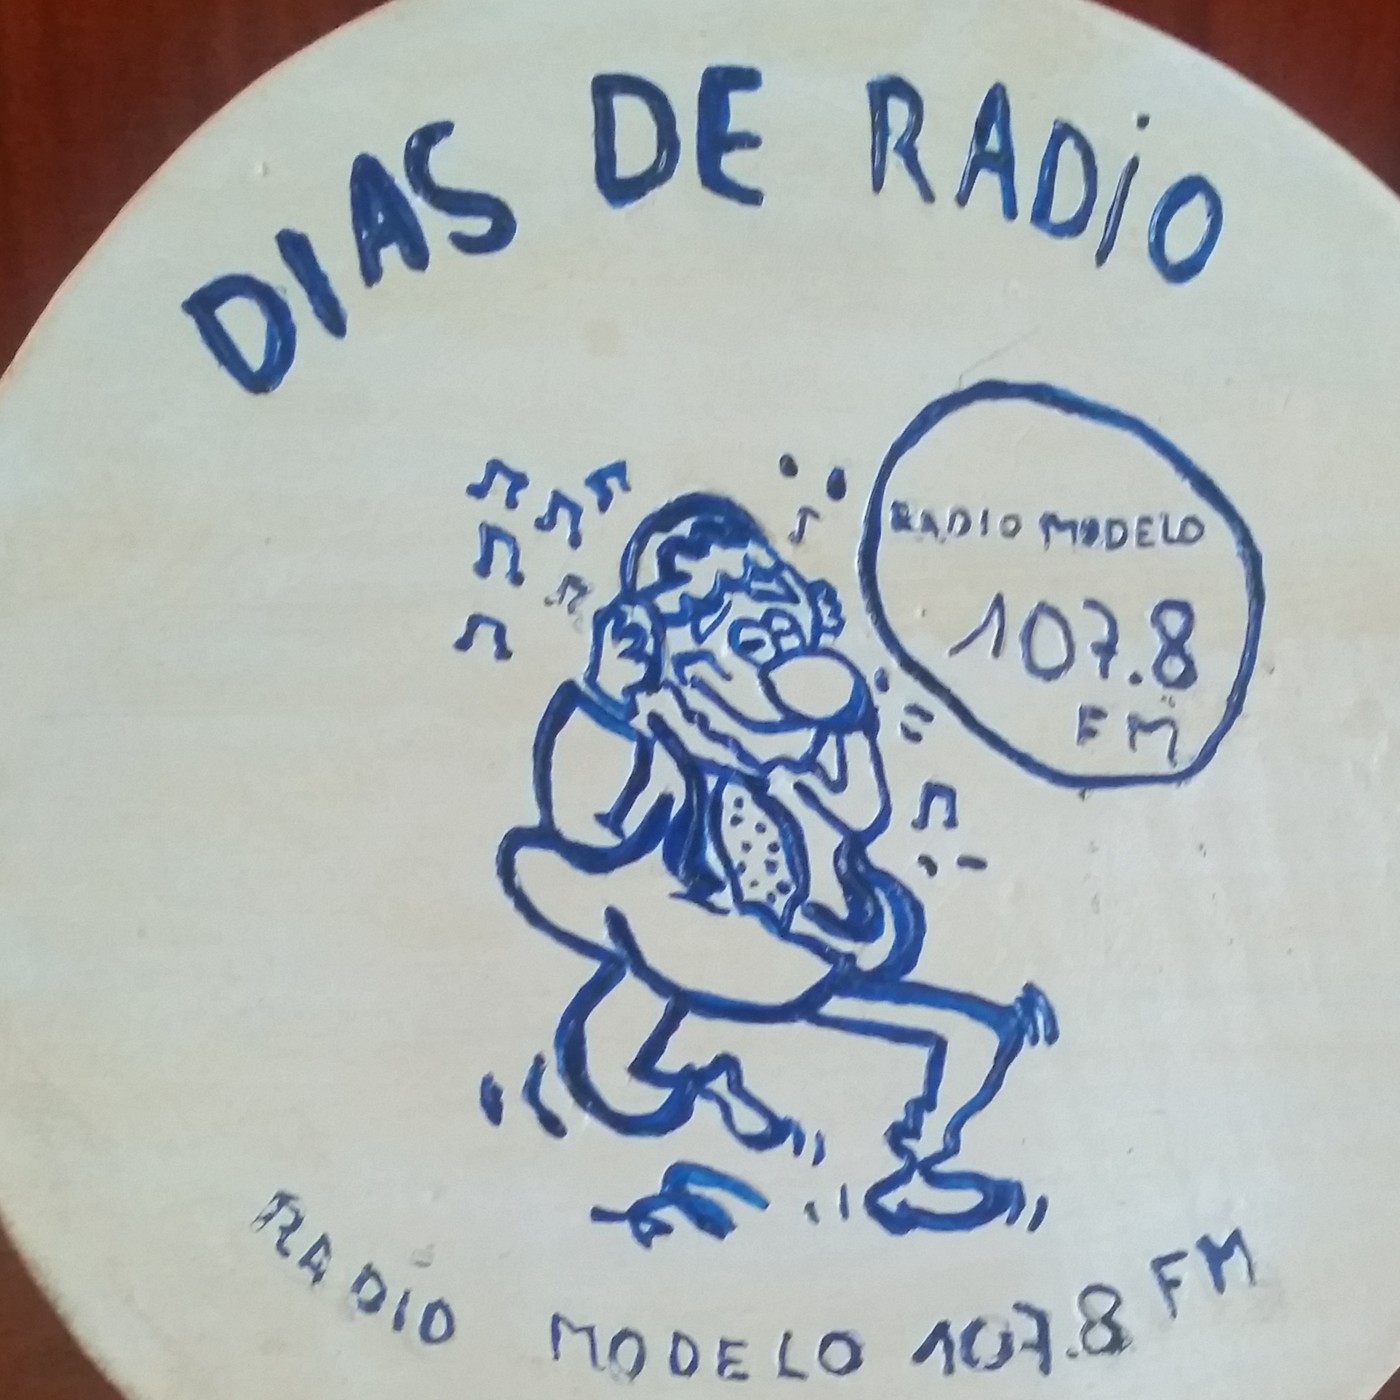 DIAS DE RADiO
RADIO MODELO
107.8
FM
RADiO MODELO 107.8 FM